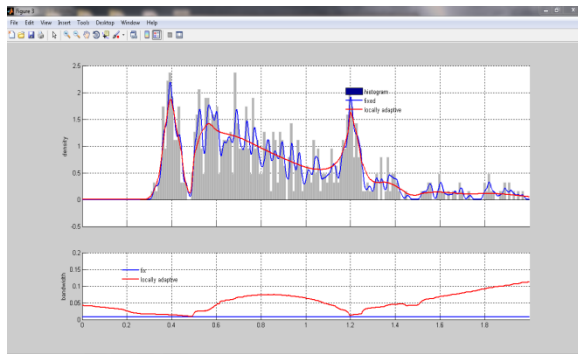 Figure 1
File Edit View Insert Tools Desktop Window Help
2.5
2
1.5
1
0.5
0
-0.5
density
histogram
fixed
locally adaptive
0.2
0.15
0.1
0.05
0
bandwidth
fix
locally adaptive
0 0.2 0.4 0.6 0.8 1.0 1.2 1.4 1.6 1.8